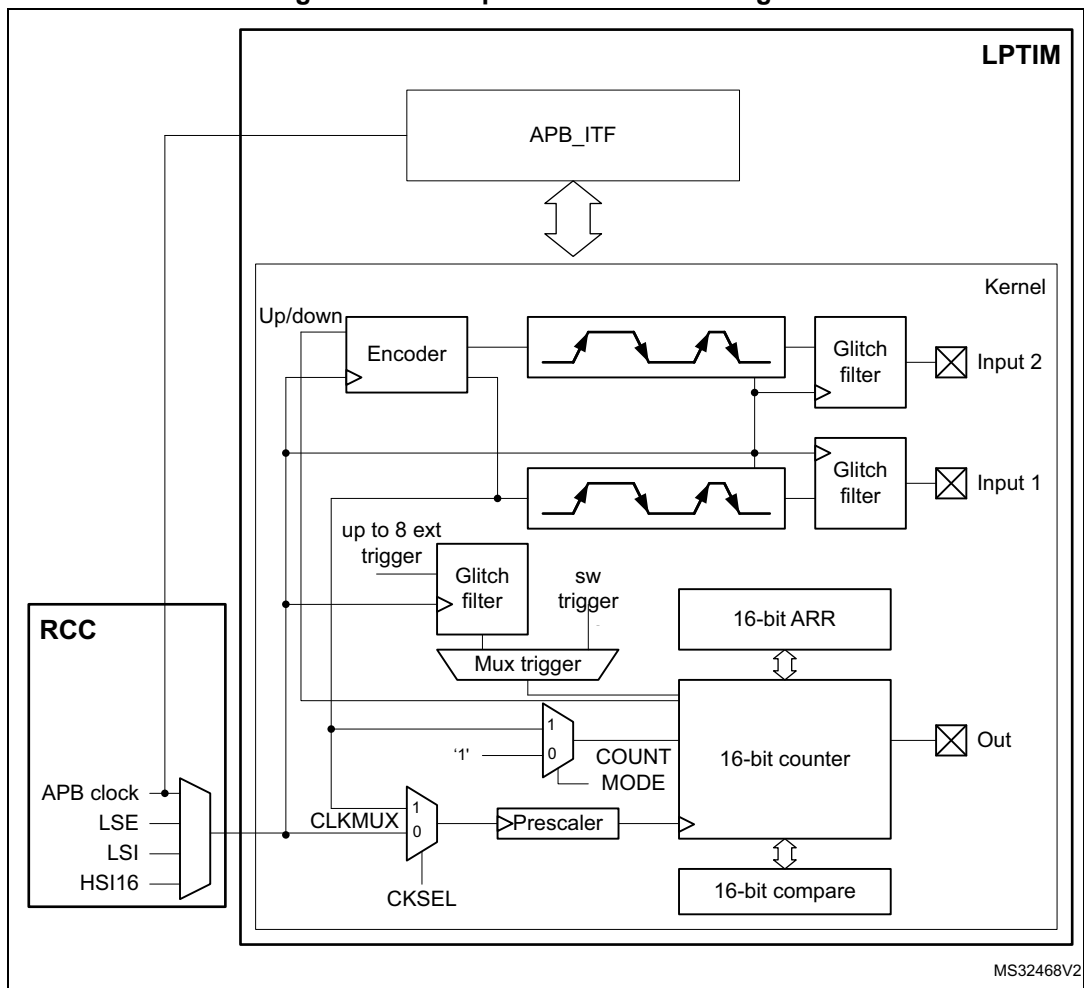 LPTIM
APB_ITF
Kernel
Up/down
Encoder
Glitch
filter
Input 2
Glitch
filter
Input 1
up to 8 ext
trigger
Glitch
filter
sw
trigger
16-bit ARR
RCC
Mux trigger
1
'1'
0
COUNT
MODE
16-bit counter
Out
APB clock
LSE
LSI
HSI16
CLKMUX
1
0
Prescaler
CKSEL
16-bit compare
MS32468V2